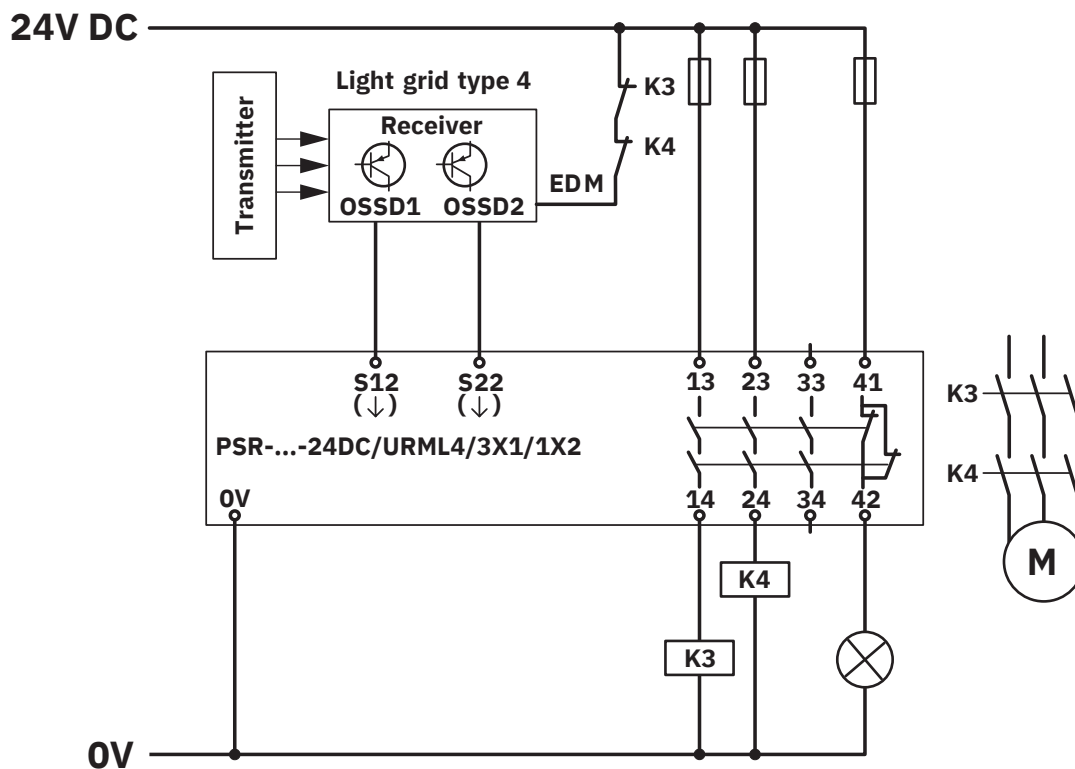 24V DC
Light grid type 4
Transmitter
Receiver
OSSD1 OSSD2
EDM
K3
K4
S12 S22 13 23 33 41
(↓) (↓)
PSR-...-24DC/URML4/3X1/1X2
0V 14 24 34 42
K3
K4
M
K4
K3
0V